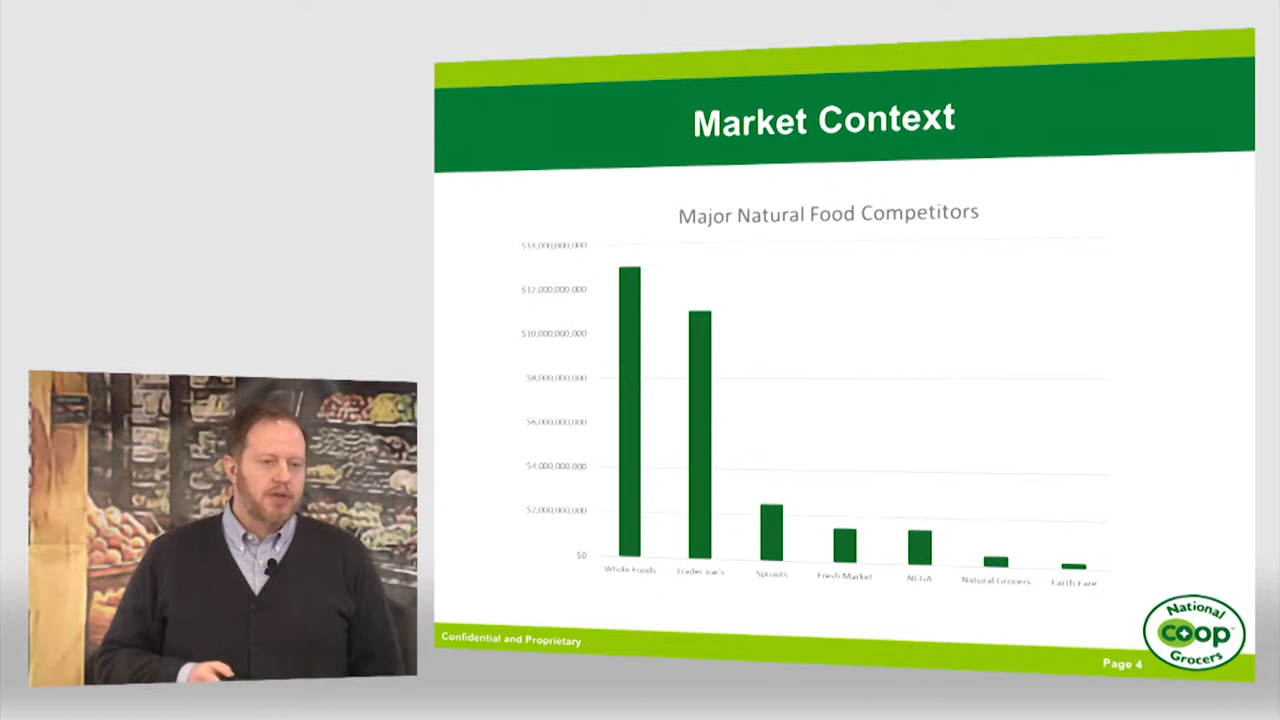 Market Context
Major Natural Food Competitors
$14,000,000,000
$12,000,000,000
$10,000,000,000
$8,000,000,000
$6,000,000,000
$4,000,000,000
$2,000,000,000
$0
Whole Foods Trader Joe's Sprouts Fresh Market NCGA Natural Grocers Earth Fare
Confidential and Proprietary
Page 4
National
co+op™
Grocers